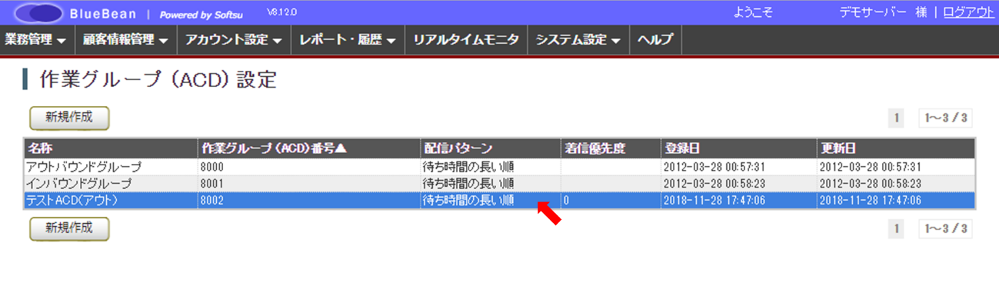 BlueBean | Powered by Softsu V8.12.0 ようこそ デモサーバー 様 | ログアウト
業務管理 ▼ 顧客情報管理 ▼ アカウント設定 ▼ レポート・履歴 ▼ リアルタイムモニタ システム設定 ▼ ヘルプ
作業グループ (ACD) 設定
新規作成 1 1～3 / 3
名称 作業グループ (ACD)番号▲ 配信パターン 着信優先度 登録日 更新日
アウトバウンドグループ 8000 待ち時間の長い順 2012-03-28 00:57:31 2012-03-28 00:57:31
インバウンドグループ 8001 待ち時間の長い順 2012-03-28 00:58:23 2012-03-28 00:58:23
テストACD(アウト) 8002 待ち時間の長い順 0 2018-11-28 17:47:06 2018-11-28 17:47:06
新規作成 1 1～3 / 3